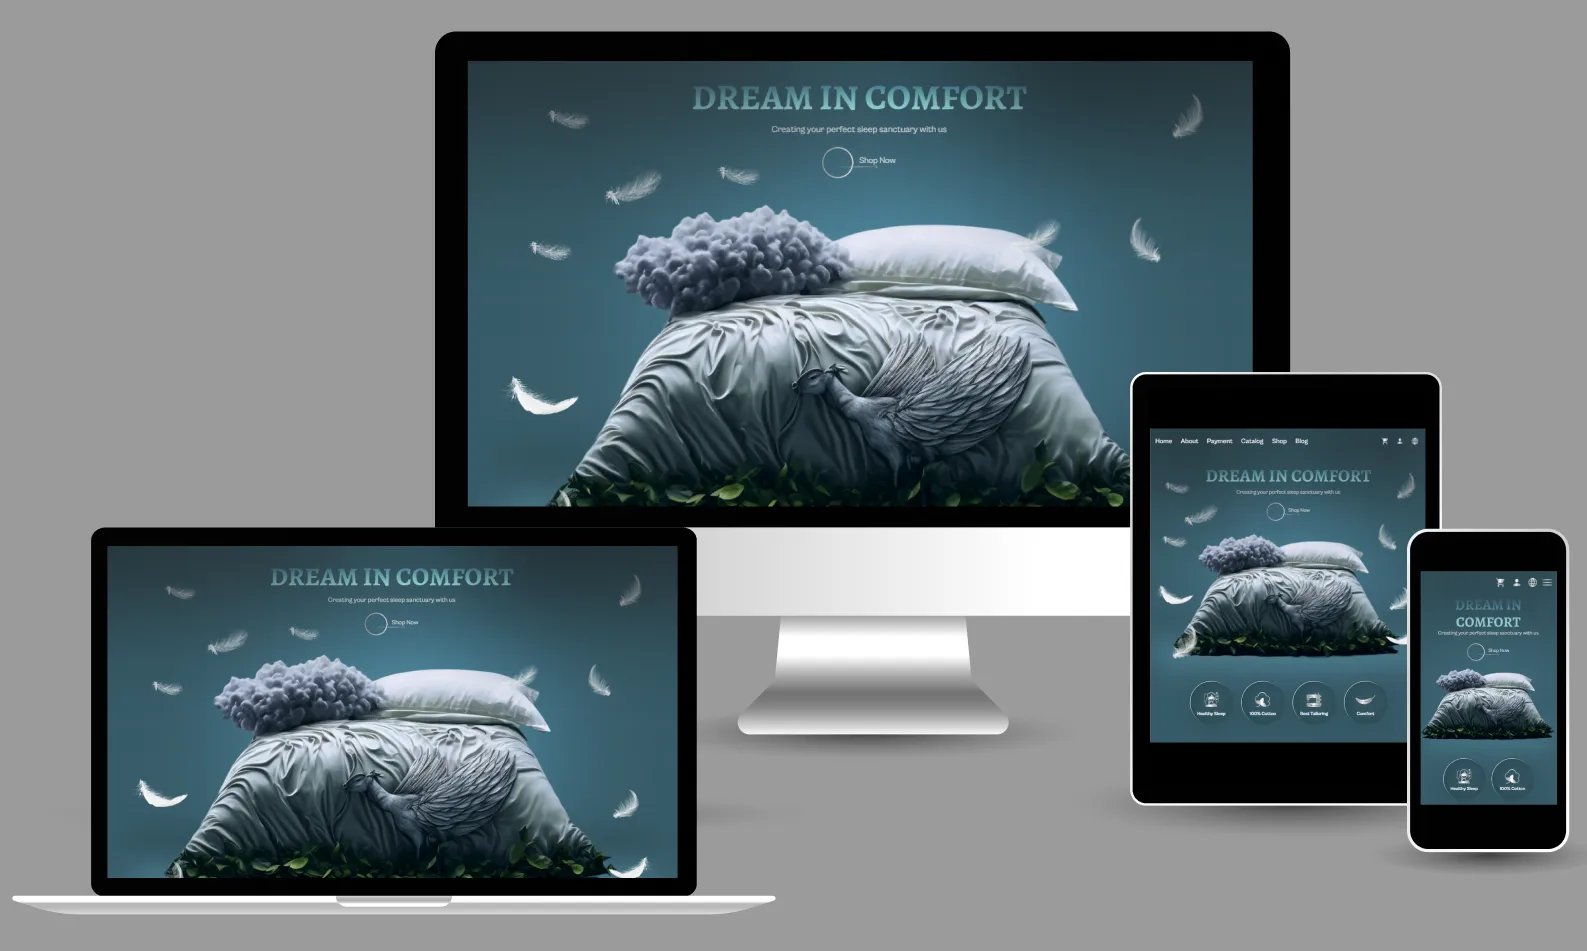 DREAM IN COMFORT
Creating your perfect sleep sanctuary with us
Shop Now
DREAM IN COMFORT
Creating your perfect sleep sanctuary with us
Shop Now
Home About Payment Catalog Shop Blog
DREAM IN COMFORT
Creating your perfect sleep sanctuary with us
Shop Now
Healthy Sleep 100% Cotton Best Tailoring Comfort
DREAM IN
COMFORT
Creating your perfect sleep sanctuary with us
Shop Now
Healthy Sleep 100% Cotton